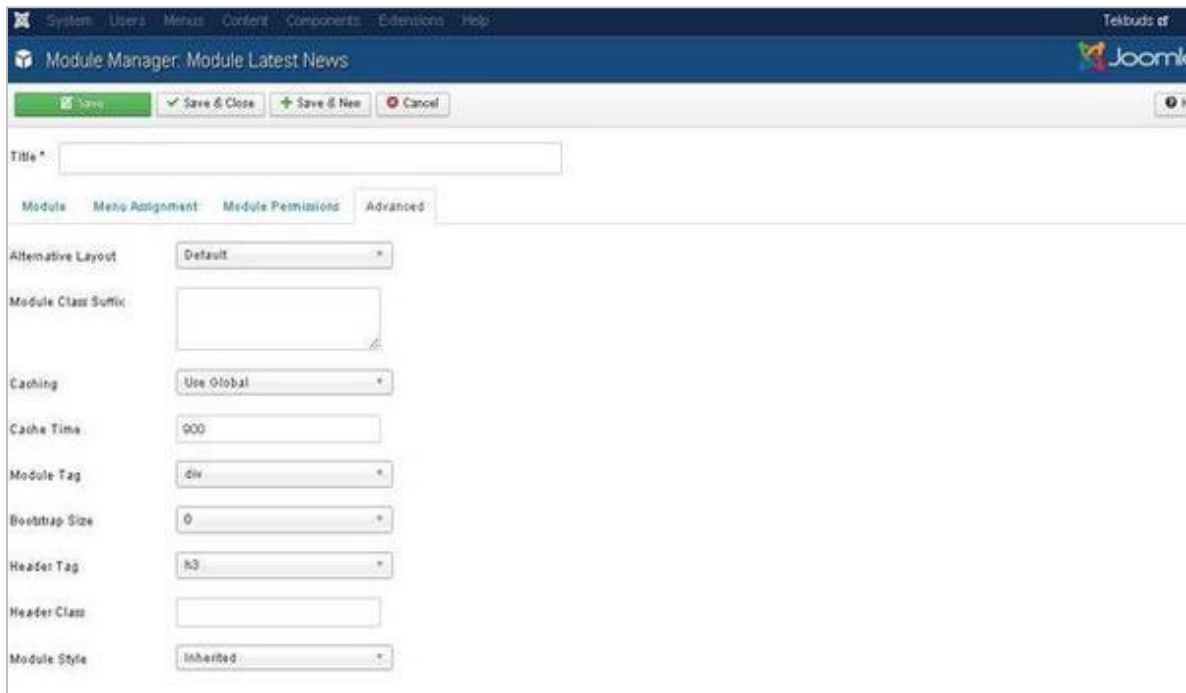 System Users Menus Content Components Extensions Help Tekbuds
Module Manager: Module Latest News
Save Save & Close Save & New Cancel
Title *
Module Menu Assignment Module Permissions Advanced
Alternative Layout Default
Module Class Suffix
Caching Use Global
Cache Time 900
Module Tag div
Bootstrap Size 0
Header Tag h3
Header Class
Module Style Inherited